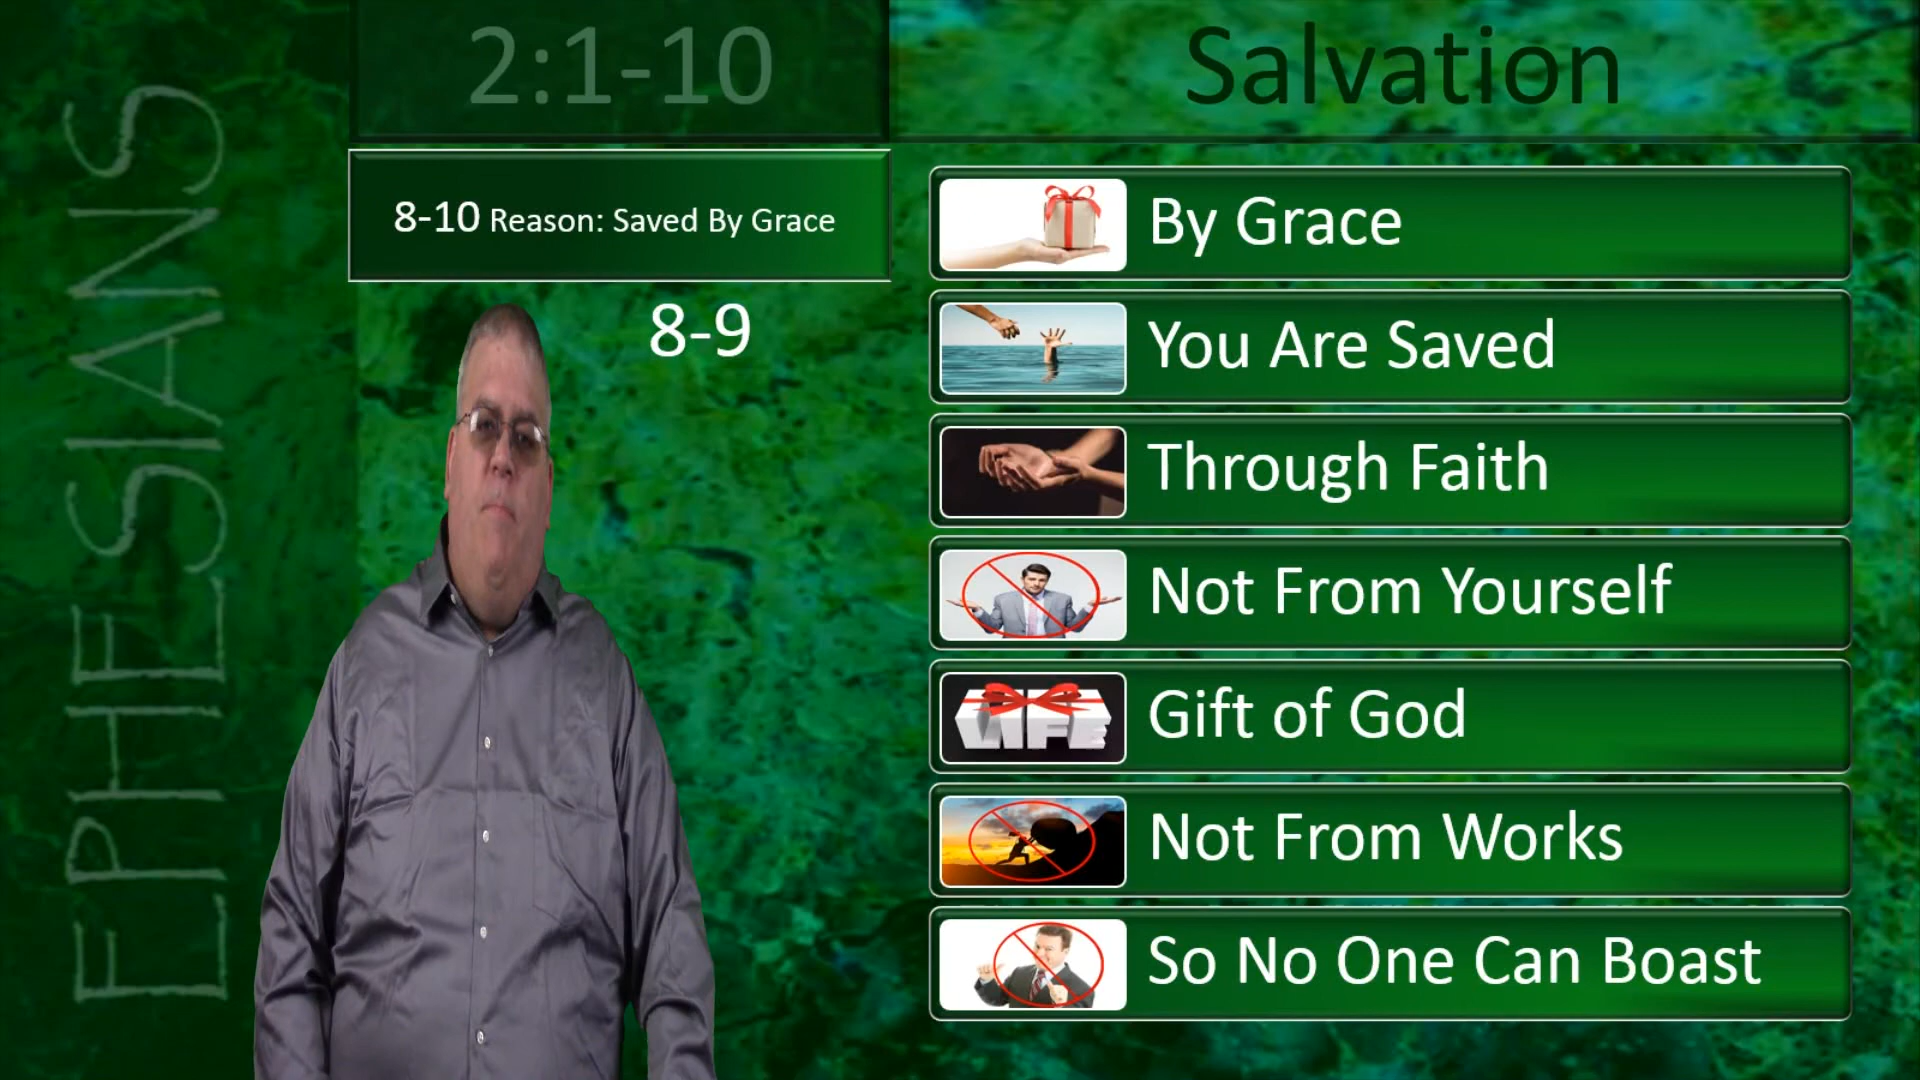 EPHESIANS
2:1-10
Salvation
8-10 Reason: Saved By Grace
8-9
By Grace
You Are Saved
Through Faith
Not From Yourself
LIFE
Gift of God
Not From Works
So No One Can Boast